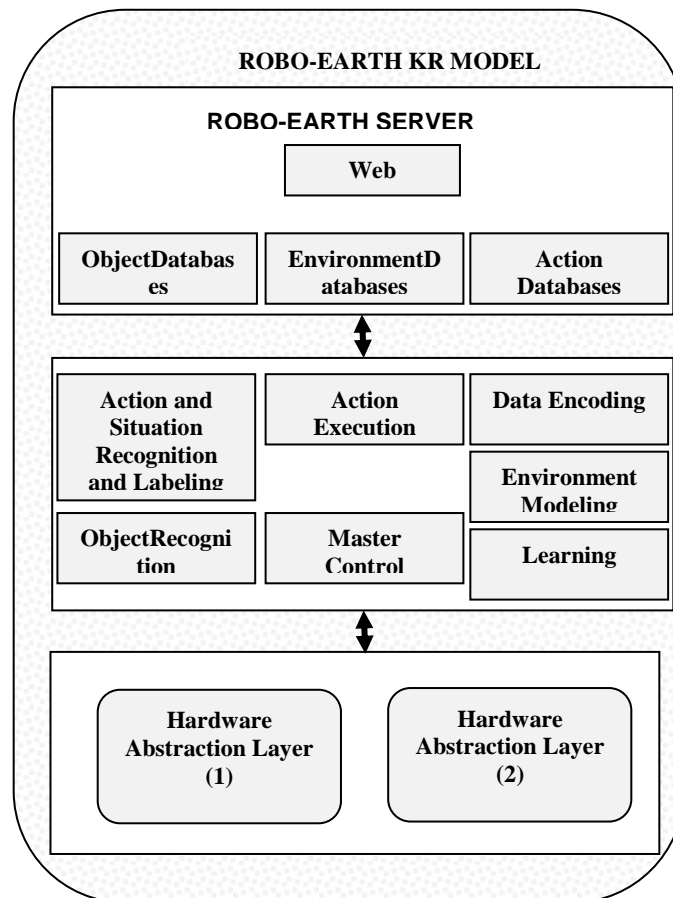 ROBO-EARTH KR MODEL
ROBO-EARTH SERVER
Web
ObjectDatabas
es
EnvironmentD
atabases
Action
Databases
Action and
Situation
Recognition
and Labeling
Action
Execution
Data Encoding
Environment
Modeling
ObjectRecogni
tion
Master
Control
Learning
Hardware
Abstraction Layer
(1)
Hardware
Abstraction Layer
(2)